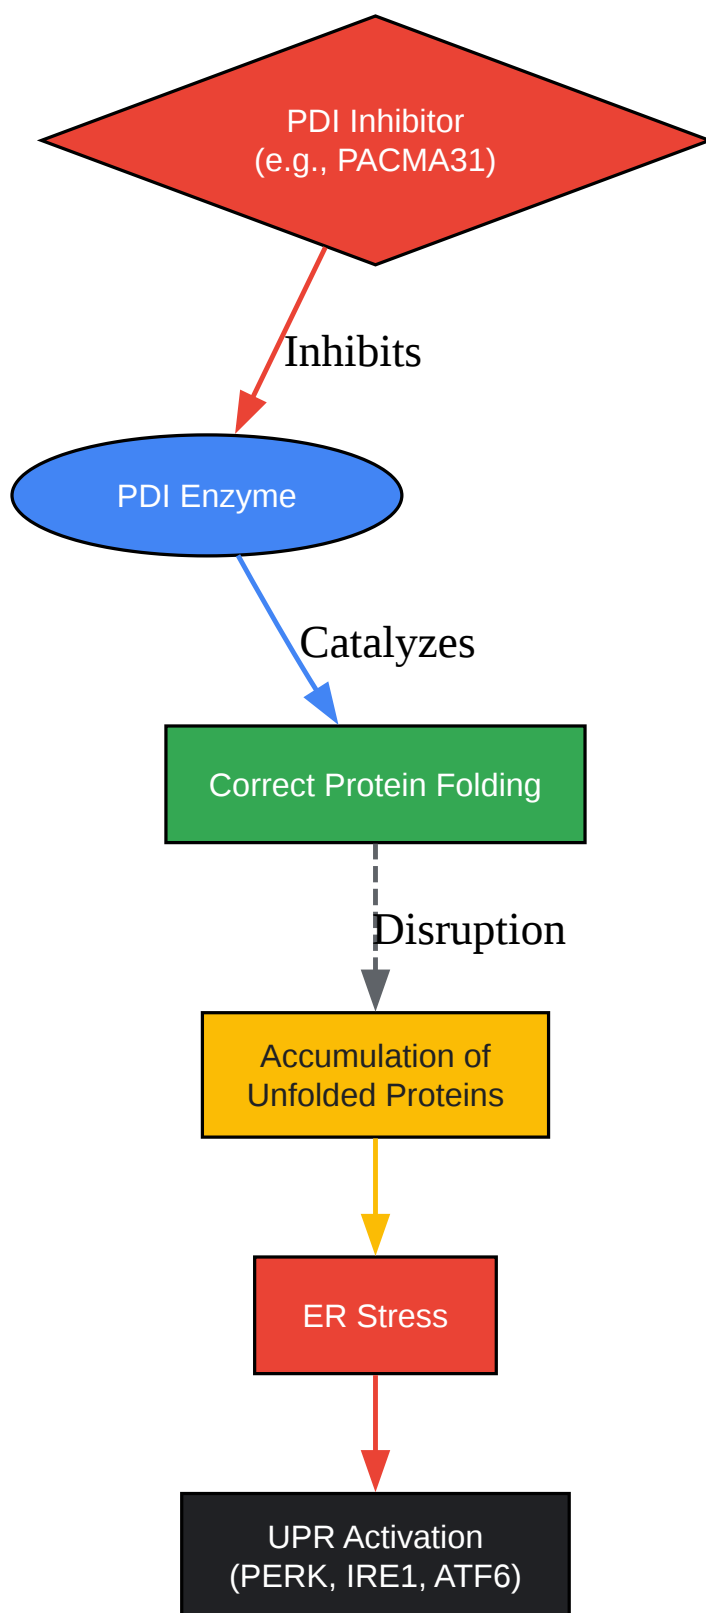 PDI Inhibitor
(e.g., PACMA31)
Inhibits
PDI Enzyme
Catalyzes
Correct Protein Folding
Disruption
Accumulation of
Unfolded Proteins
ER Stress
UPR Activation
(PERK, IRE1, ATF6)